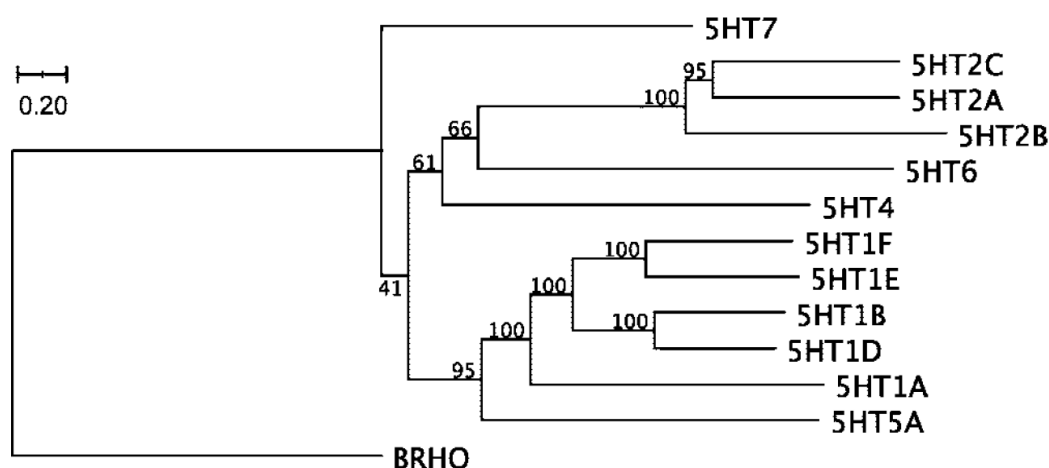 5HT7
95 5HT2C
0.20
100 5HT2A
66 5HT2B
61 5HT6
5HT4
100 5HT1F
41 100 5HT1E
100 100 5HT1B
5HT1D
95 5HT1A
5HT5A
BRHO